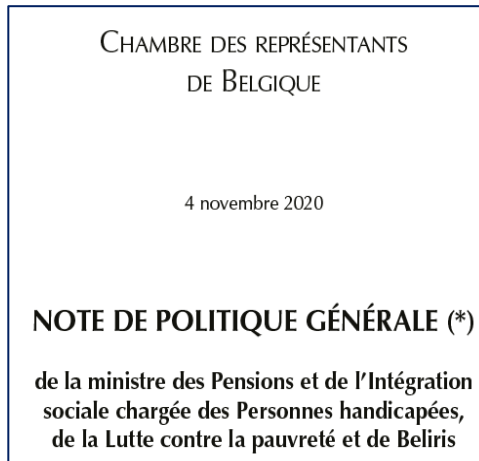 CHAMBRE DES REPRÉSENTANTS
DE BELGIQUE
4 novembre 2020
NOTE DE POLITIQUE GÉNÉRALE (*)
de la ministre des Pensions et de l'Intégration
sociale chargée des Personnes handicapées,
de la Lutte contre la pauvreté et de Beliris